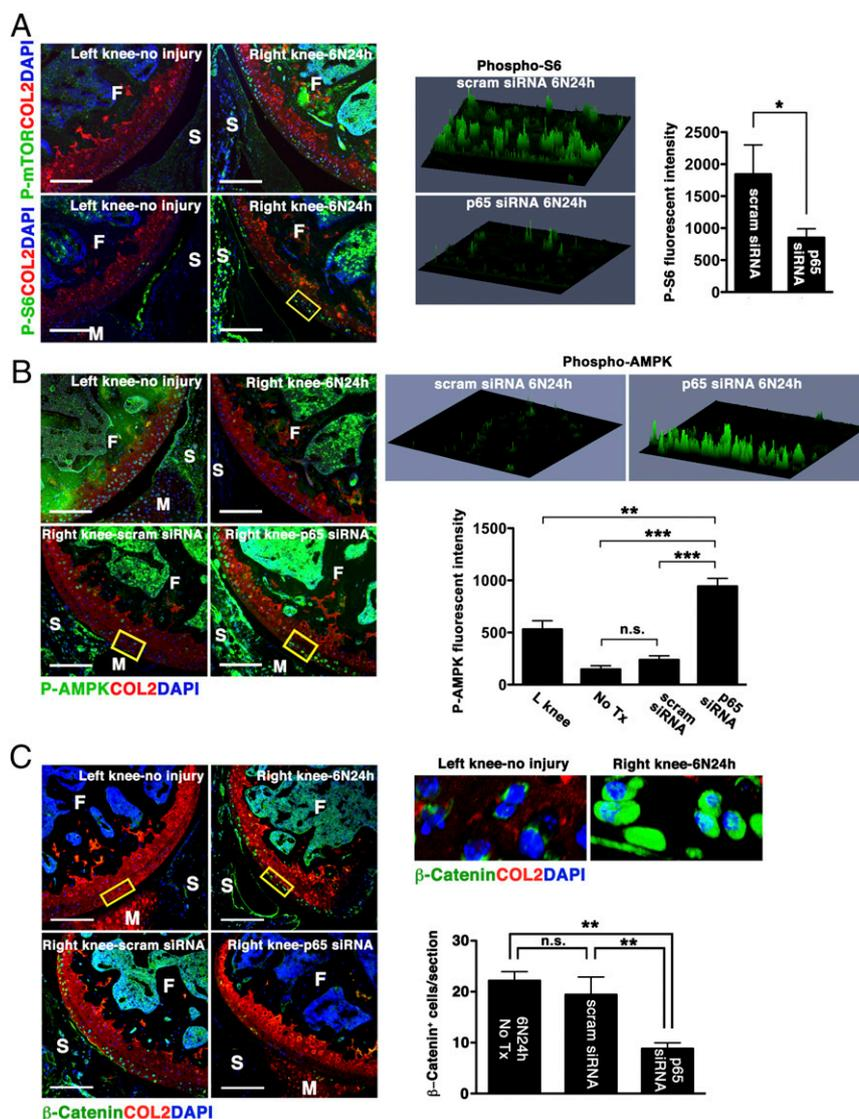 A
P-mTORCOL2DAPI
Left knee-no injury
F
S
Right knee-6N24h
F
S
P-S6COL2DAPI
Left knee-no injury
F
S
M
Right knee-6N24h
F
S
Phospho-S6
scram siRNA 6N24h
p65 siRNA 6N24h
P-S6 fluorescent intensity
2500
2000
1500
1000
500
0
*
scram siRNA
p65
siRNA
B
Left knee-no injury
F
S
M
Right knee-6N24h
F
S
Right knee-scram siRNA
F
S
M
Right knee-p65 siRNA
F
S
M
P-AMPKCOL2DAPI
Phospho-AMPK
scram siRNA 6N24h
p65 siRNA 6N24h
P-AMPK fluorescent intensity
1500
1000
500
0
**
***
***
n.s.
L knee
No Tx
scram
siRNA
p65
siRNA
C
Left knee-no injury
F
S
M
Right knee-6N24h
F
S
Right knee-scram siRNA
F
S
Right knee-p65 siRNA
F
S
M
β-CateninCOL2DAPI
Left knee-no injury
Right knee-6N24h
β-CateninCOL2DAPI
β-Catenin⁺ cells/section
30
20
10
0
**
n.s.
**
6N24h
No Tx
scram siRNA
p65
siRNA